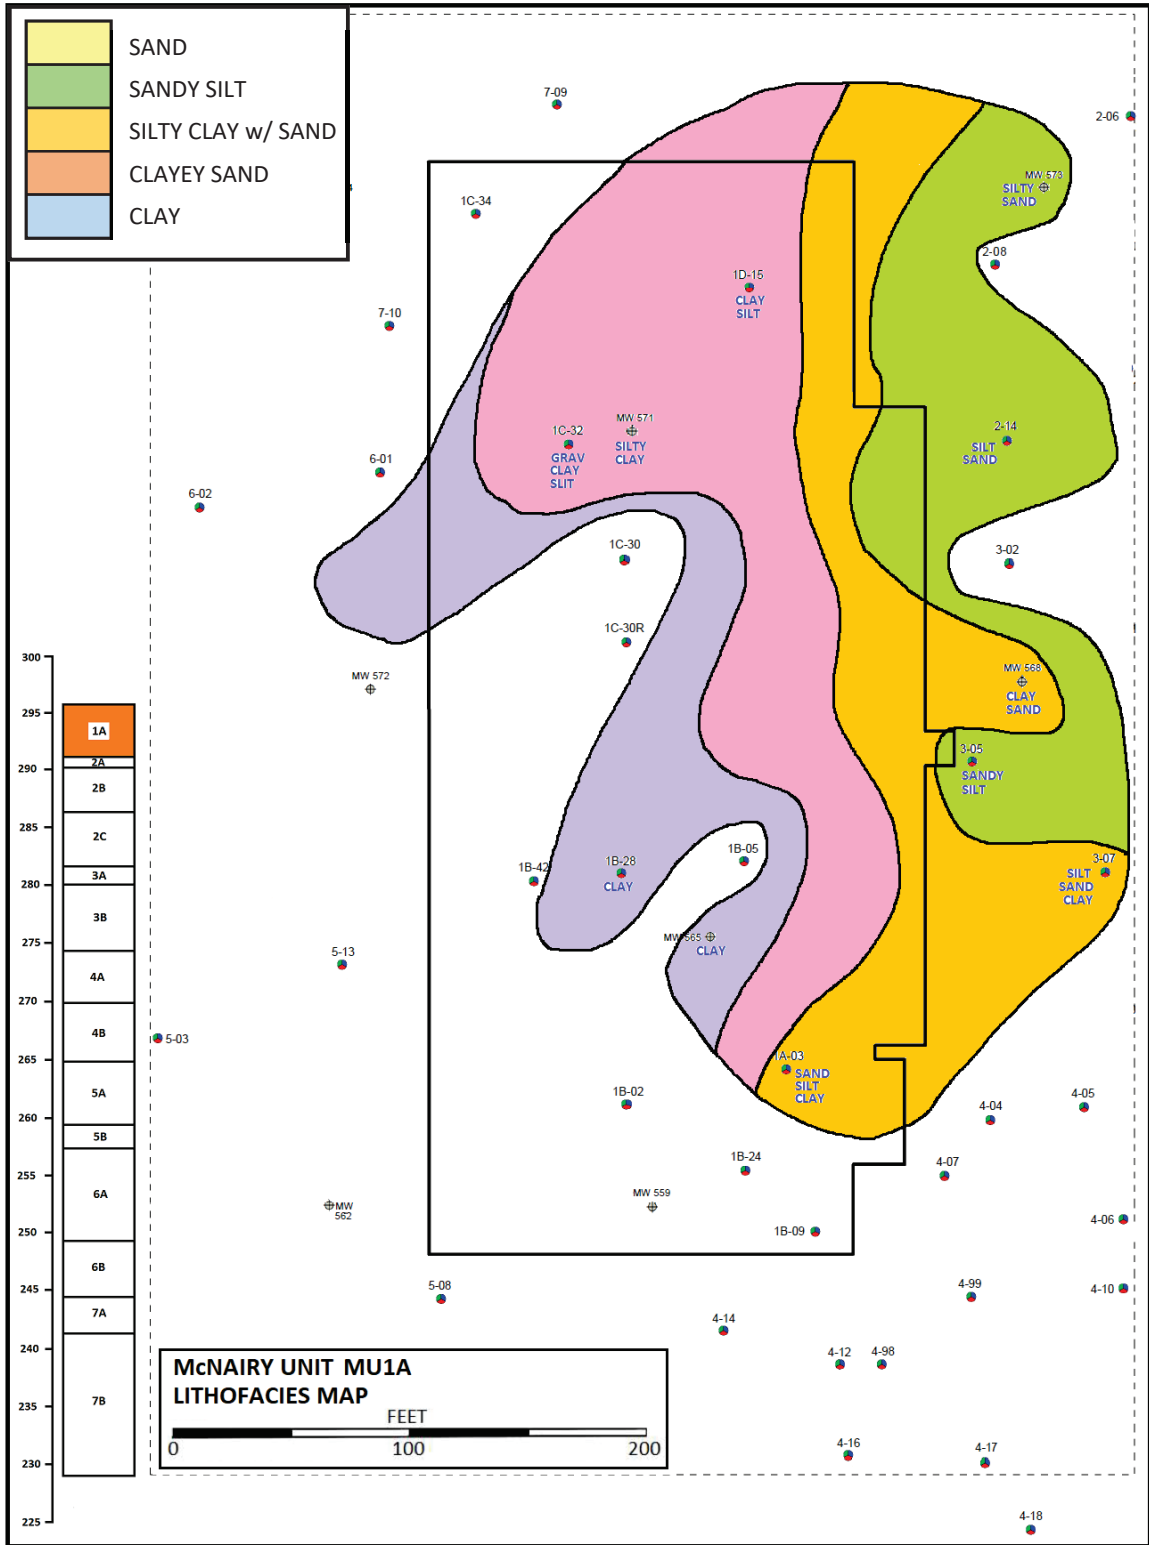 SAND
SANDY SILT
SILTY CLAY w/ SAND
CLAYEY SAND
CLAY
7-09
2-06
MW 573
SILTY
SAND
1C-34
2-08
1D-15
CLAY
SILT
7-10
MW 571
SILTY
CLAY
1C-32
GRAV
CLAY
SLIT
2-14
SILT
SAND
6-01
6-02
1C-30
3-02
1C-30R
MW 572
MW 568
CLAY
SAND
3-05
SANDY
SILT
1B-42
1B-28
CLAY
1B-05
3-07
SILT
SAND
CLAY
MW 565
CLAY
5-13
5-03
1A-03
SAND
SILT
CLAY
1B-02
4-04
4-05
1B-24
4-07
MW
562
MW 559
1B-09
4-06
5-08
4-99
4-10
4-14
4-12
4-98
4-16
4-17
4-18
300
295
290
285
280
275
270
265
260
255
250
245
240
235
230
225
1A
2A
2B
2C
3A
3B
4A
4B
5A
5B
6A
6B
7A
7B
McNAIRY UNIT MU1A
LITHOFACIES MAP
FEET
0 100 200